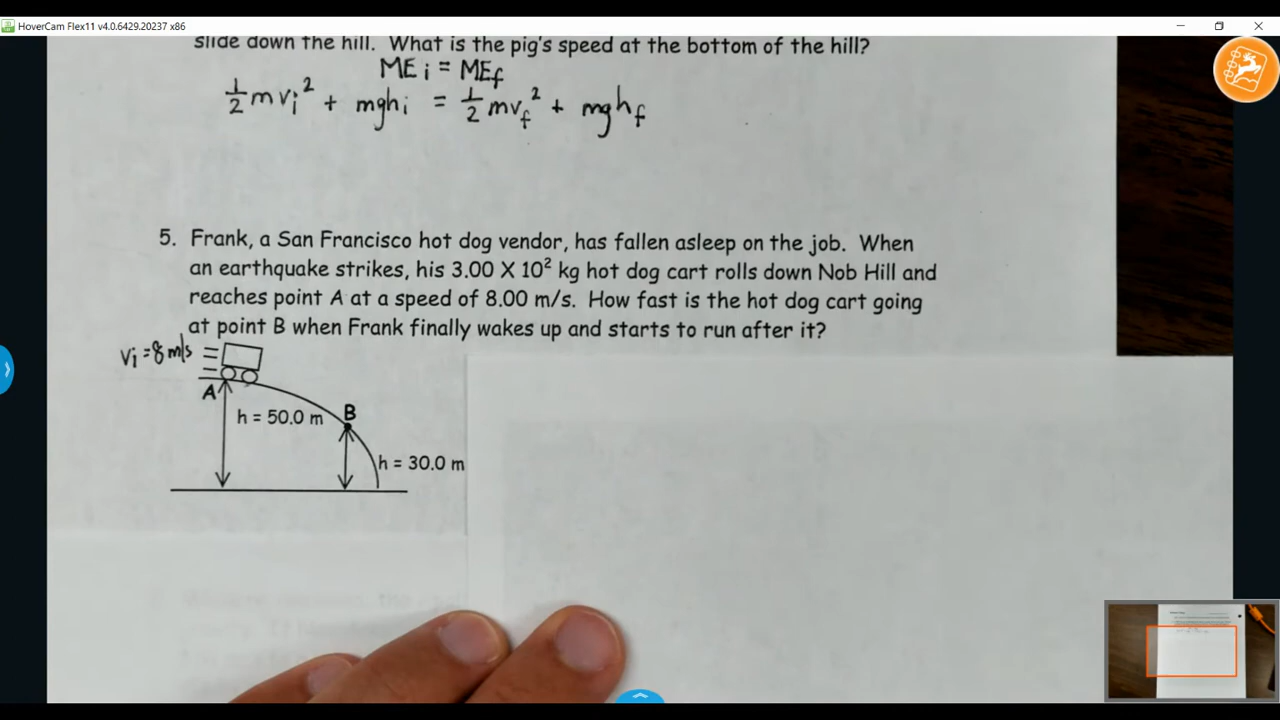 HoverCam Flex11 v4.0.6429.20237 x86
slide down the hill. What is the pig's speed at the bottom of the hill?
MEi = MEf
½mvi² + mghi = ½mvf² + mghf
5. Frank, a San Francisco hot dog vendor, has fallen asleep on the job. When
an earthquake strikes, his 3.00 X 10² kg hot dog cart rolls down Nob Hill and
reaches point A at a speed of 8.00 m/s. How fast is the hot dog cart going
at point B when Frank finally wakes up and starts to run after it?
vi = 8 m/s
A
h = 50.0 m
B
h = 30.0 m